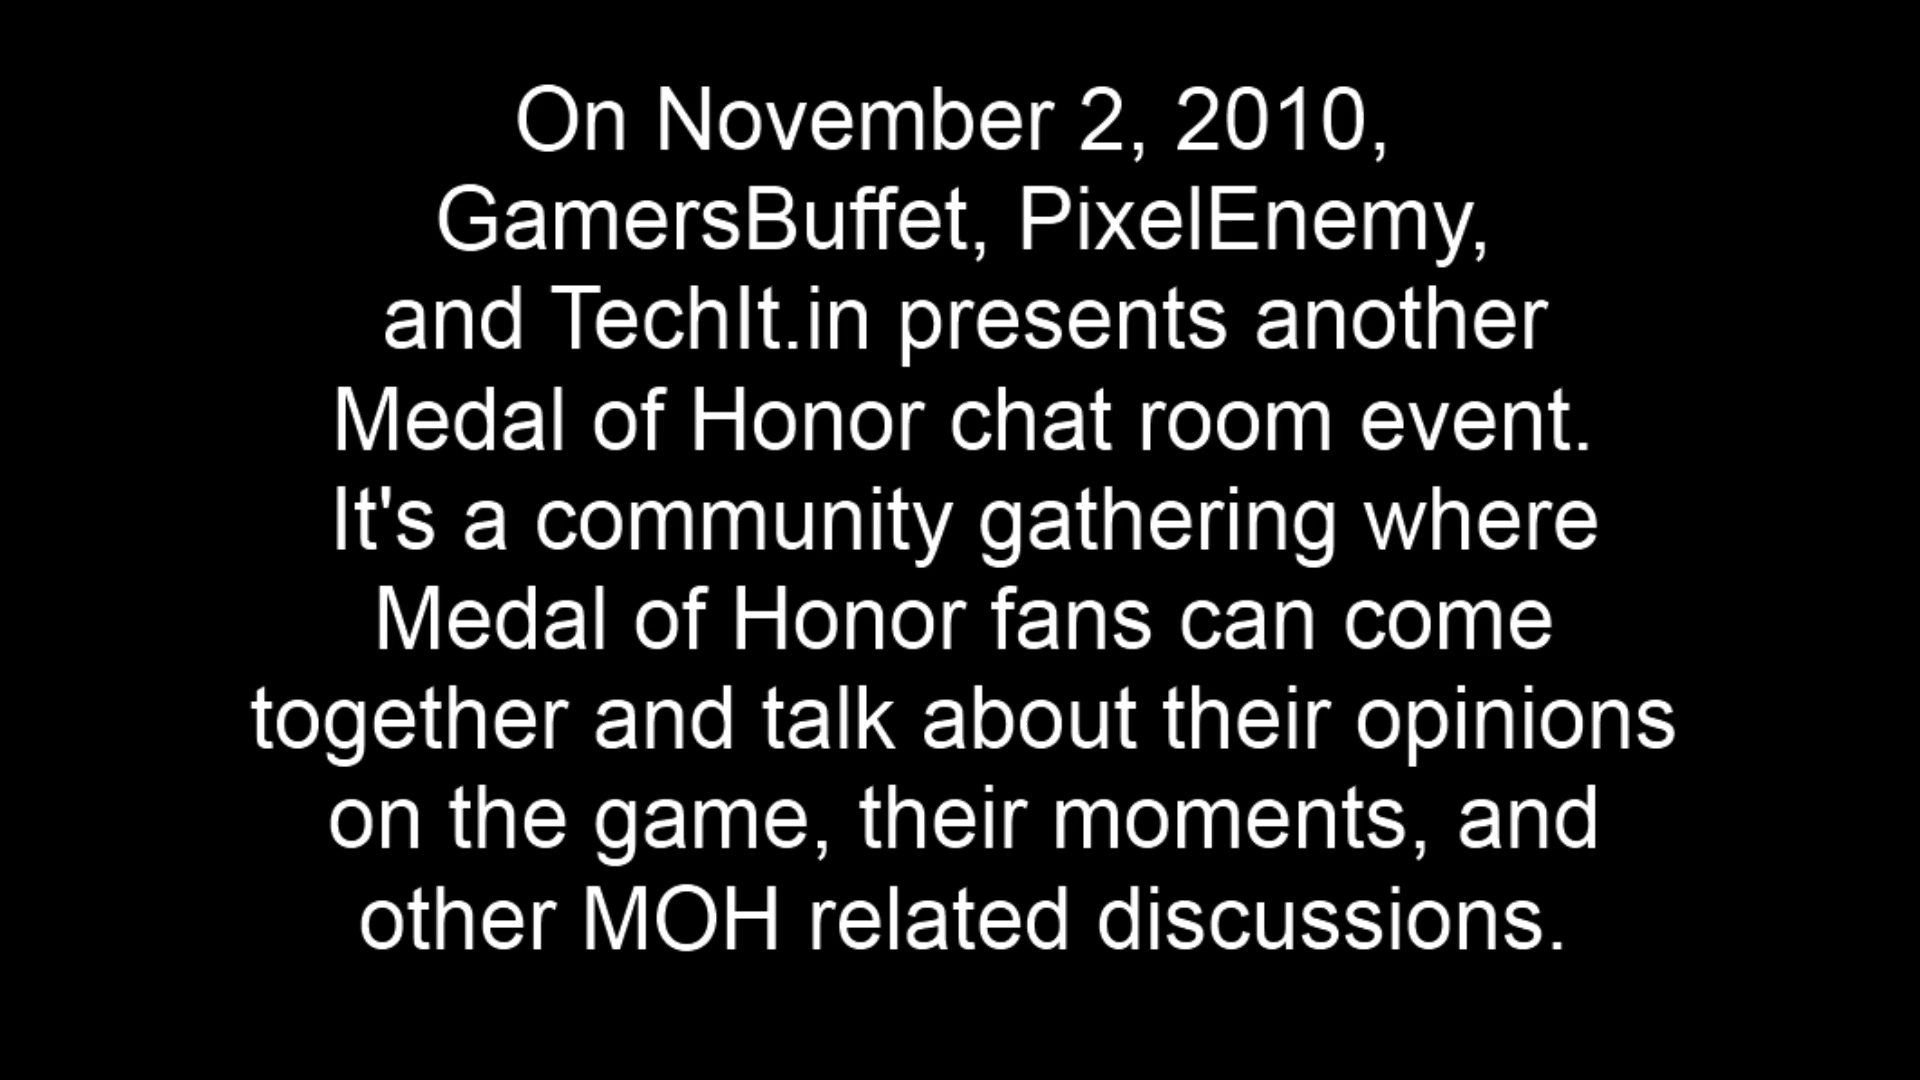 On November 2, 2010,
GamersBuffet, PixelEnemy,
and TechIt.in presents another
Medal of Honor chat room event.
It's a community gathering where
Medal of Honor fans can come
together and talk about their opinions
on the game, their moments, and
other MOH related discussions.